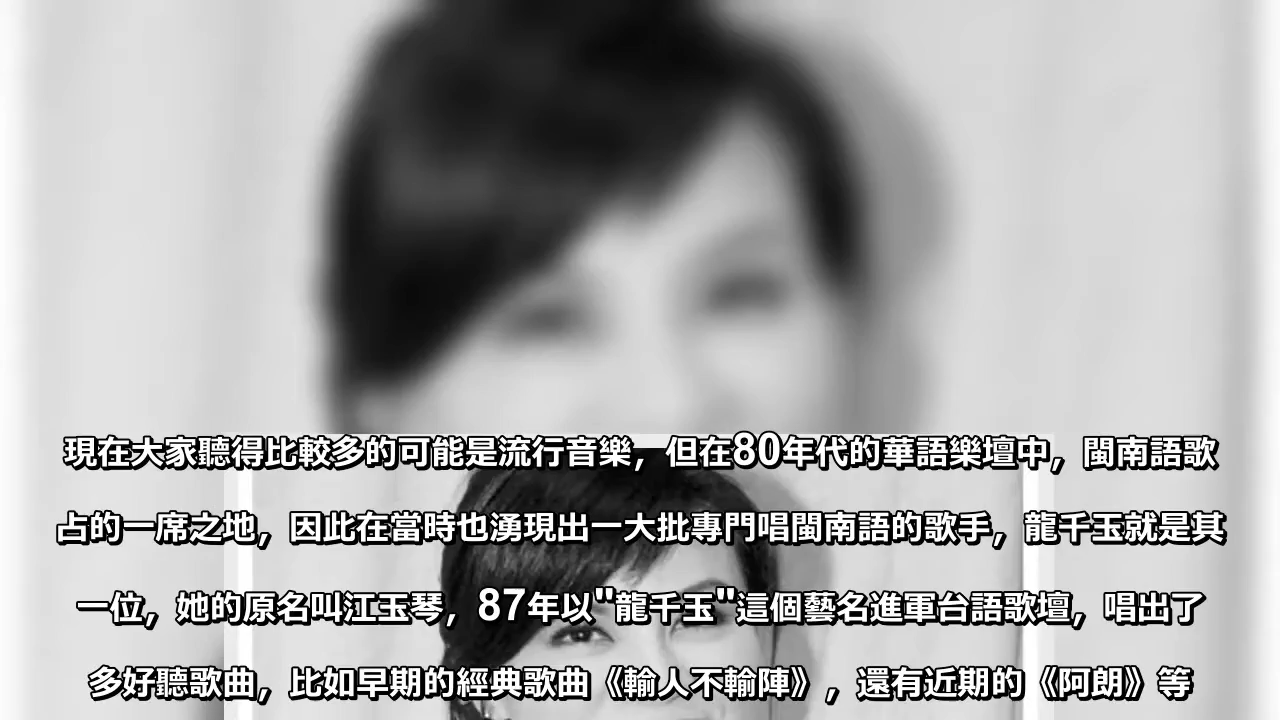 現在大家聽得比較多的可能是流行音樂，但在80年代的華語樂壇中，閩南語歌
占的一席之地，因此在當時也湧現出一大批專門唱閩南語的歌手，龍千玉就是其
一位，她的原名叫江玉琴，87年以"龍千玉"這個藝名進軍台語歌壇，唱出了
多好聽歌曲，比如早期的經典歌曲《輸人不輸陣》，還有近期的《阿朗》等